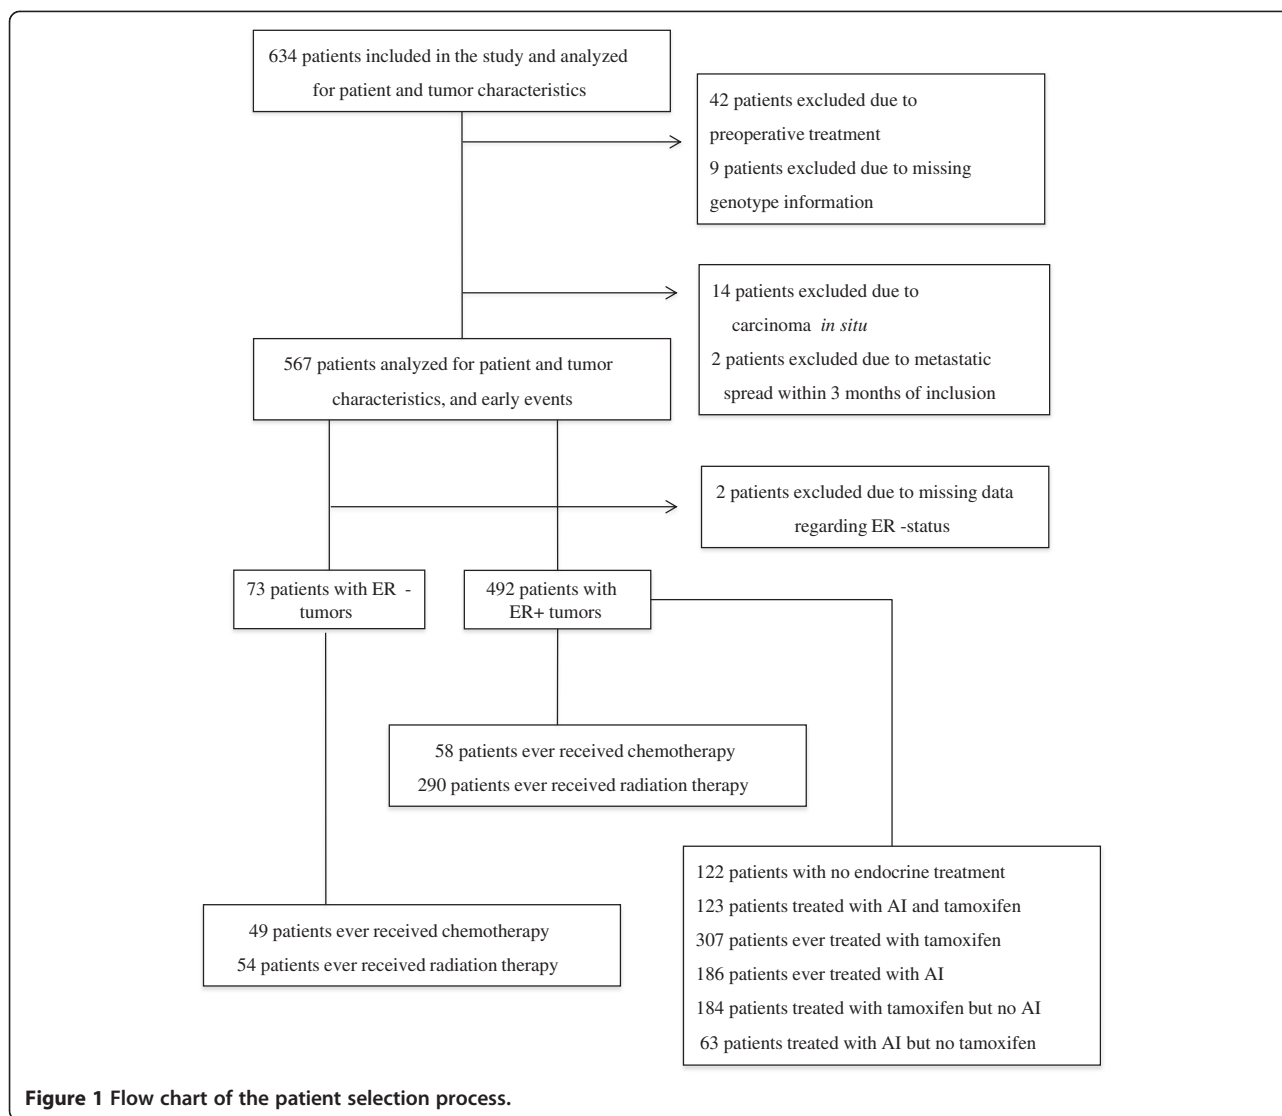 634 patients included in the study and analyzed
for patient and tumor characteristics
42 patients excluded due to
preoperative treatment
9 patients excluded due to missing
genotype information
14 patients excluded due to
carcinoma in situ
2 patients excluded due to metastatic
spread within 3 months of inclusion
567 patients analyzed for patient and tumor
characteristics, and early events
2 patients excluded due to missing data
regarding ER -status
73 patients with ER -
tumors
492 patients with
ER+ tumors
58 patients ever received chemotherapy
290 patients ever received radiation therapy
49 patients ever received chemotherapy
54 patients ever received radiation therapy
122 patients with no endocrine treatment
123 patients treated with AI and tamoxifen
307 patients ever treated with tamoxifen
186 patients ever treated with AI
184 patients treated with tamoxifen but no AI
63 patients treated with AI but no tamoxifen
Figure 1 Flow chart of the patient selection process.